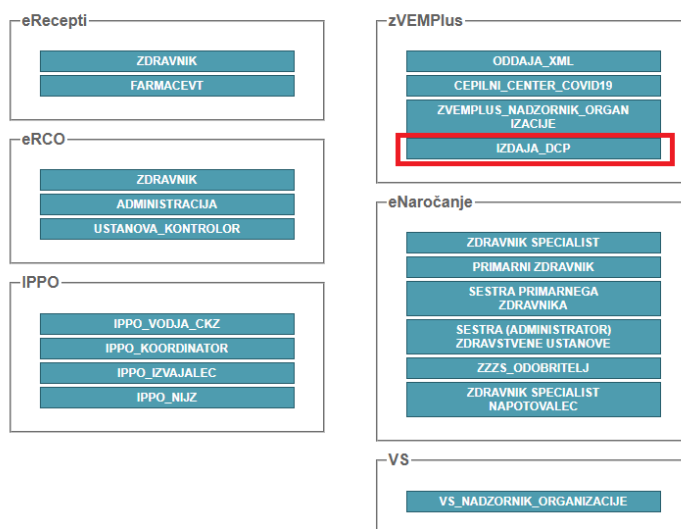 eRecepti
ZDRAVNIK
FARMACEVT
eRCO
ZDRAVNIK
ADMINISTRACIJA
USTANOVA_KONTROLOR
IPPO
IPPO_VODJA_CKZ
IPPO_KOORDINATOR
IPPO_IZVAJALEC
IPPO_NIJZ
zVEMPlus
ODDAJA_XML
CEPILNI_CENTER_COVID19
ZVEMPLUS_NADZORNIK_ORGAN
IZACIJE
IZDAJA_DCP
eNaročanje
ZDRAVNIK SPECIALIST
PRIMARNI ZDRAVNIK
SESTRA PRIMARNEGA
ZDRAVNIKA
SESTRA (ADMINISTRATOR)
ZDRAVSTVENE USTANOVE
ZZZS_ODOBRITELJ
ZDRAVNIK SPECIALIST
NAPOTOVALEC
VS
VS_NADZORNIK_ORGANIZACIJE